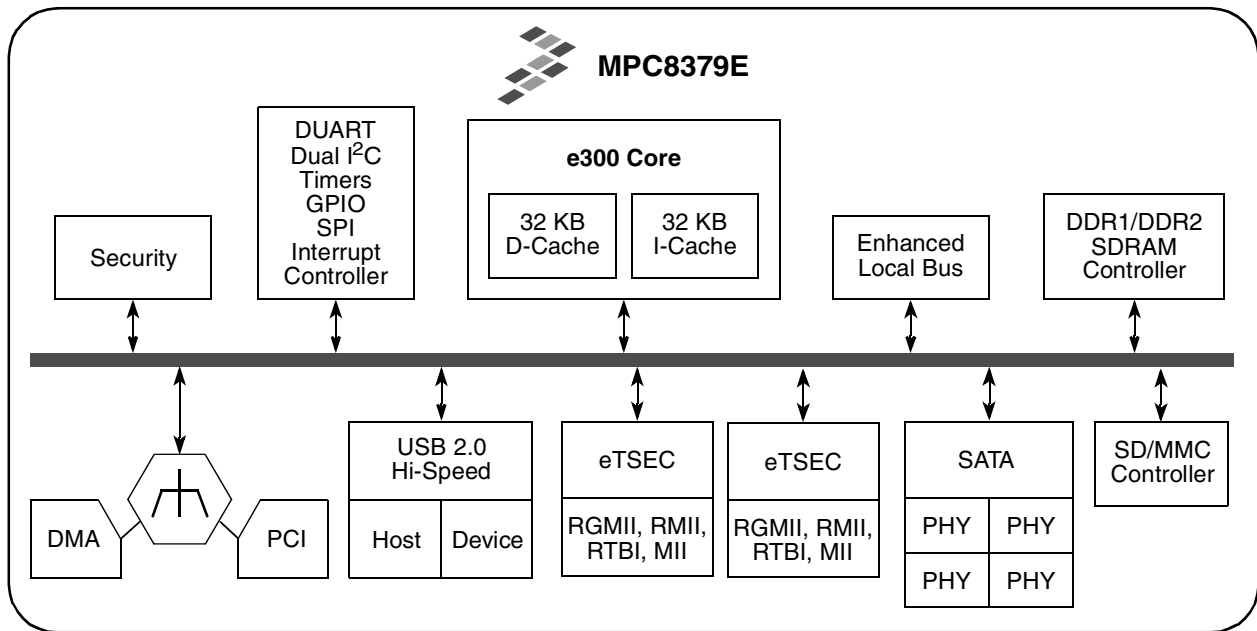 MPC8379E
DUART
Dual I²C
Timers
GPIO
SPI
Interrupt
Controller
e300 Core
32 KB
D-Cache
32 KB
I-Cache
Security
Enhanced
Local Bus
DDR1/DDR2
SDRAM
Controller
DMA
PCI
USB 2.0
Hi-Speed
Host
Device
eTSEC
RGMII, RMII,
RTBI, MII
eTSEC
RGMII, RMII,
RTBI, MII
SATA
PHY
PHY
PHY
PHY
SD/MMC
Controller